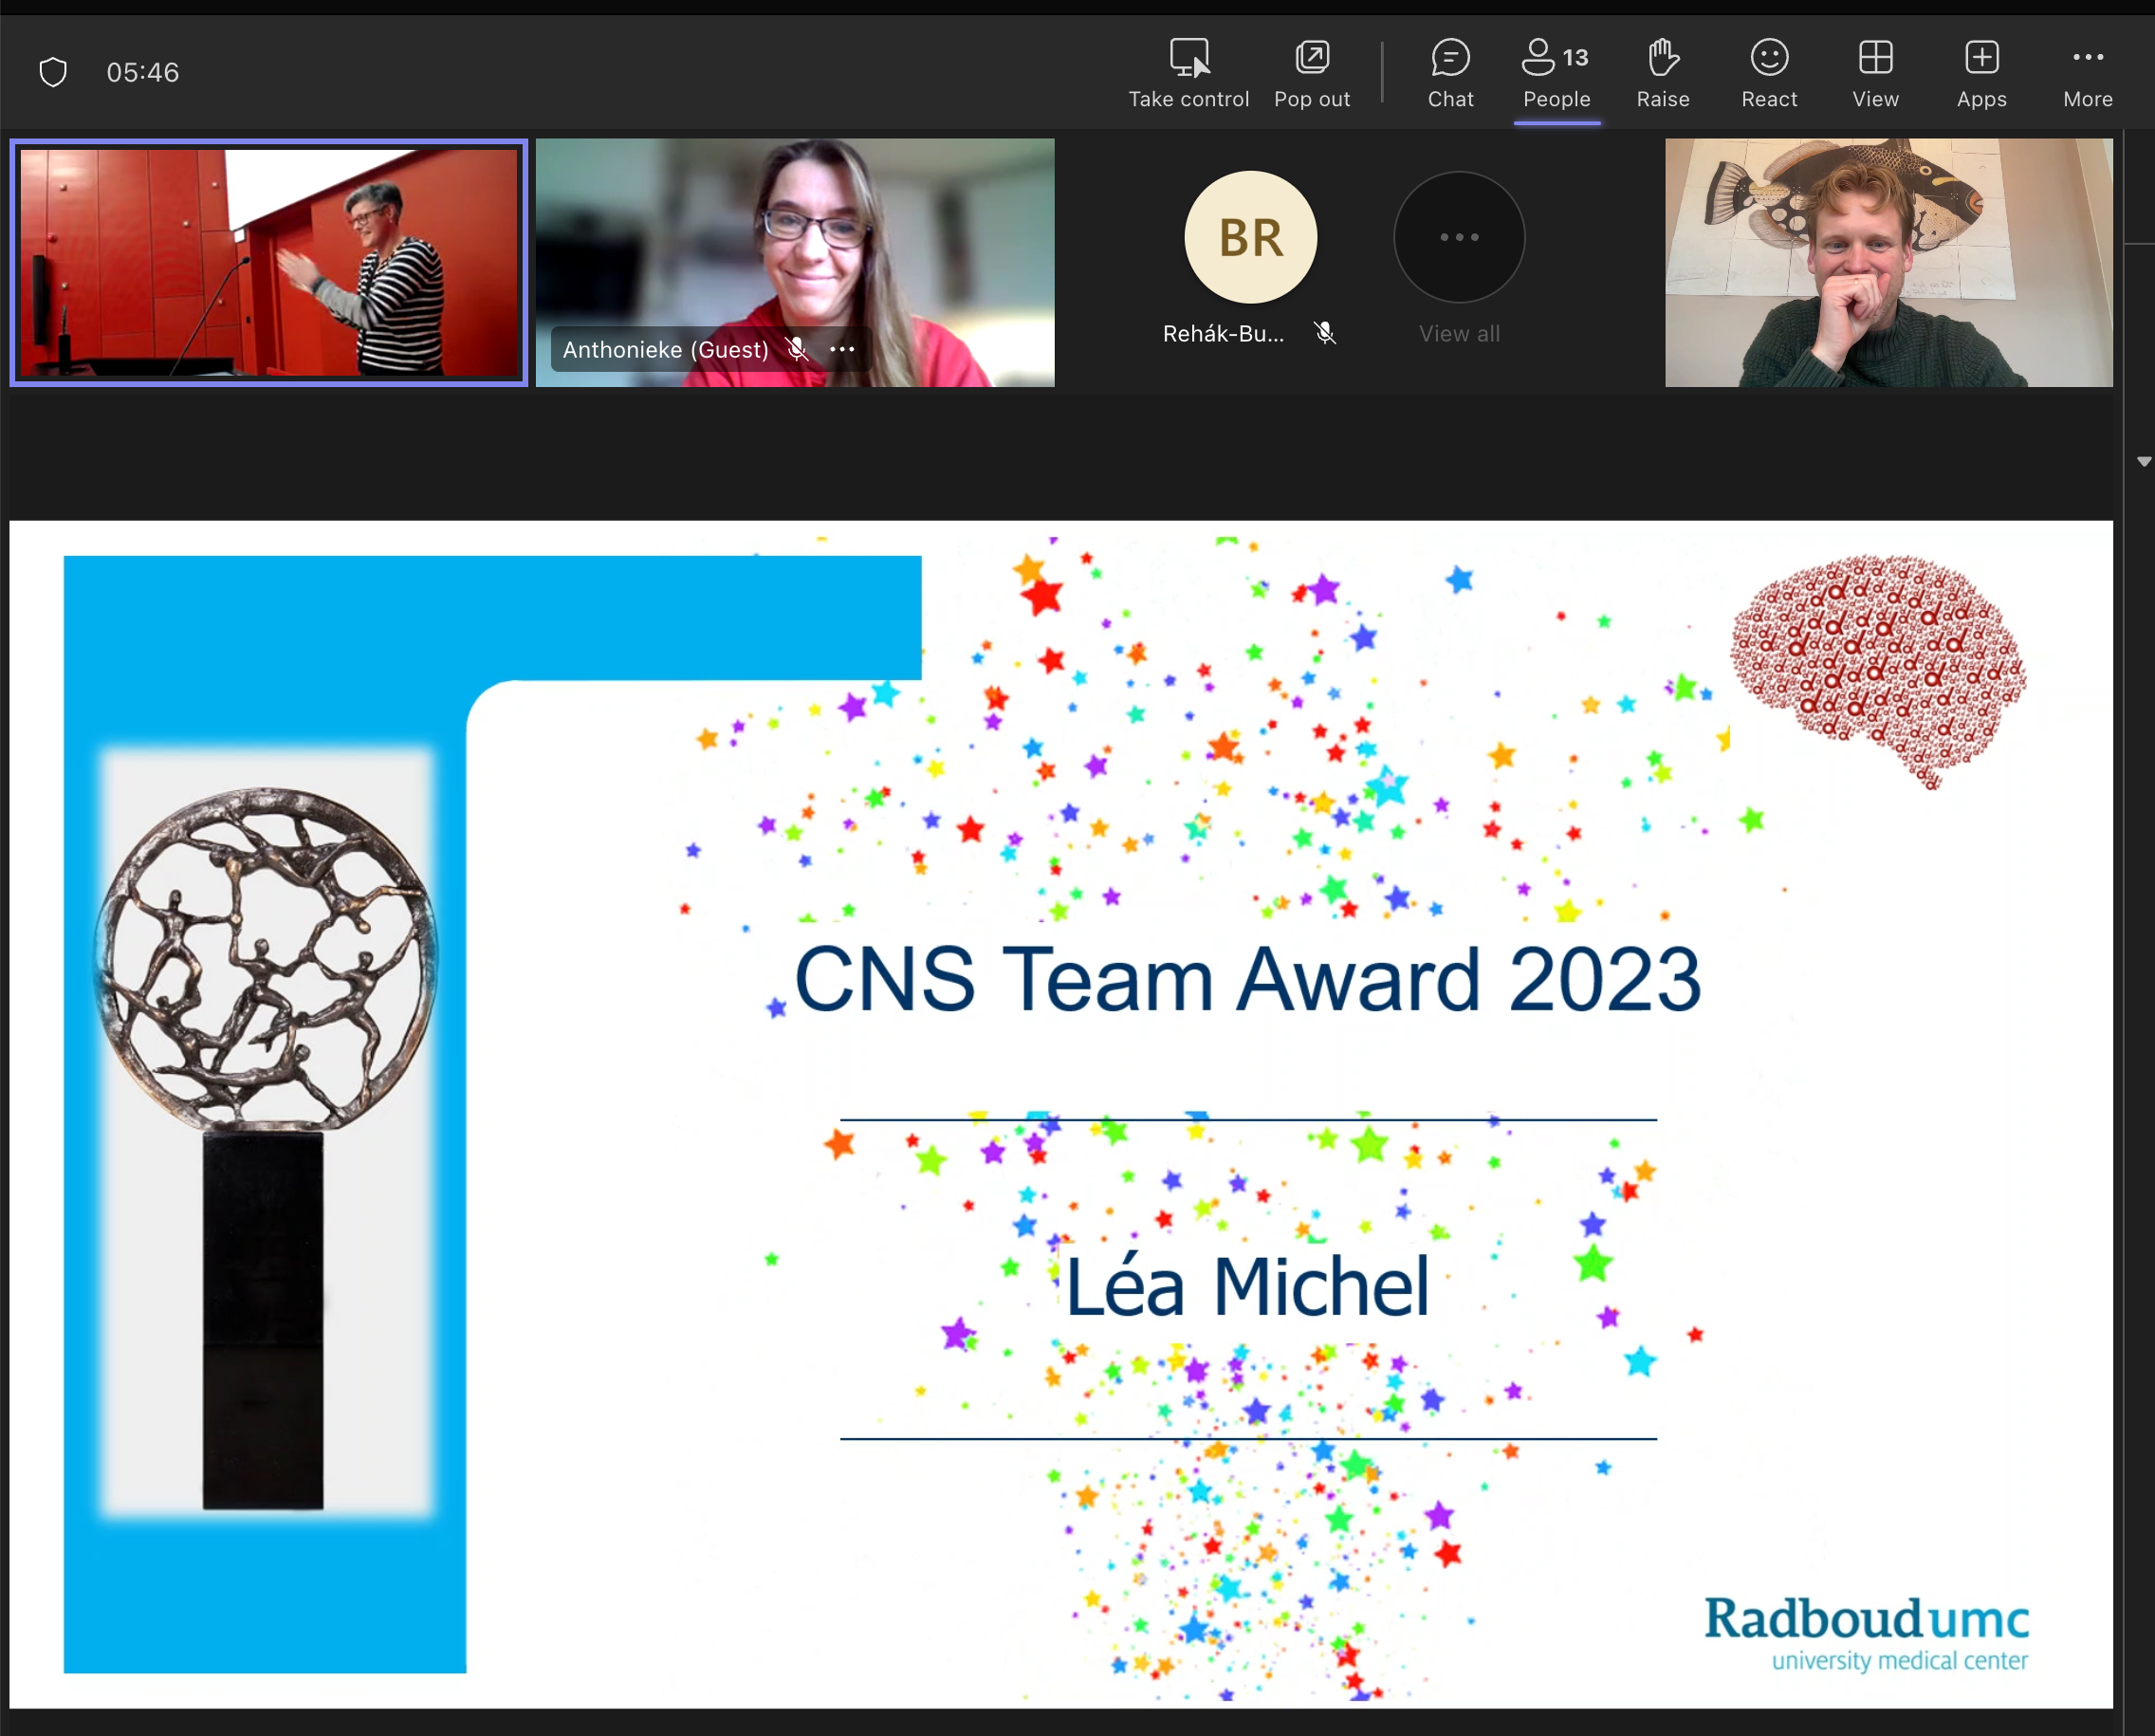 05:46
Take control
Pop out
Chat
13
People
Raise
React
View
Apps
More
Anthonieke (Guest)
BR
Rehák-Bu...
View all
CNS Team Award 2023
Léa Michel
Radboudumc
university medical center